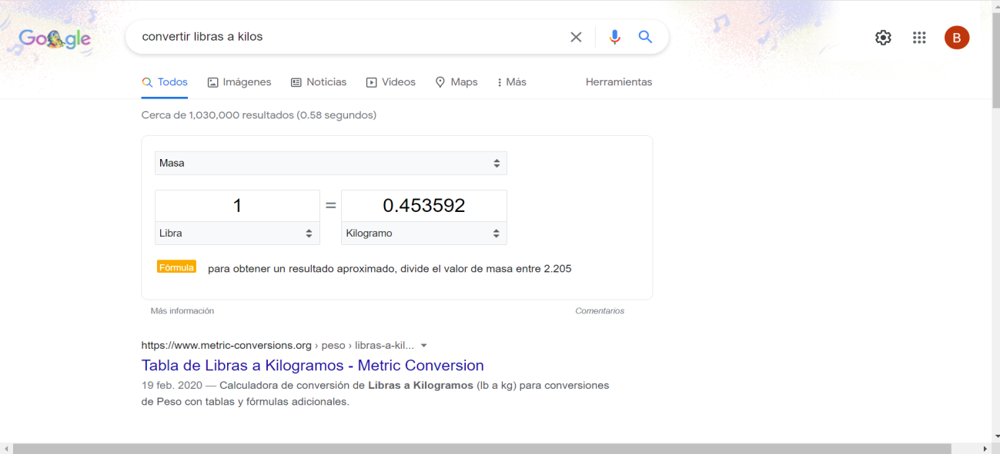 Google
convertir libras a kilos
B
Todos Imágenes Noticias Videos Maps Más Herramientas
Cerca de 1,030,000 resultados (0.58 segundos)
Masa
1 = 0.453592
Libra Kilogramo
Fórmula para obtener un resultado aproximado, divide el valor de masa entre 2.205
Más información Comentarios
https://www.metric-conversions.org › peso › libras-a-kil...
Tabla de Libras a Kilogramos - Metric Conversion
19 feb. 2020 — Calculadora de conversión de Libras a Kilogramos (lb a kg) para conversiones
de Peso con tablas y fórmulas adicionales.